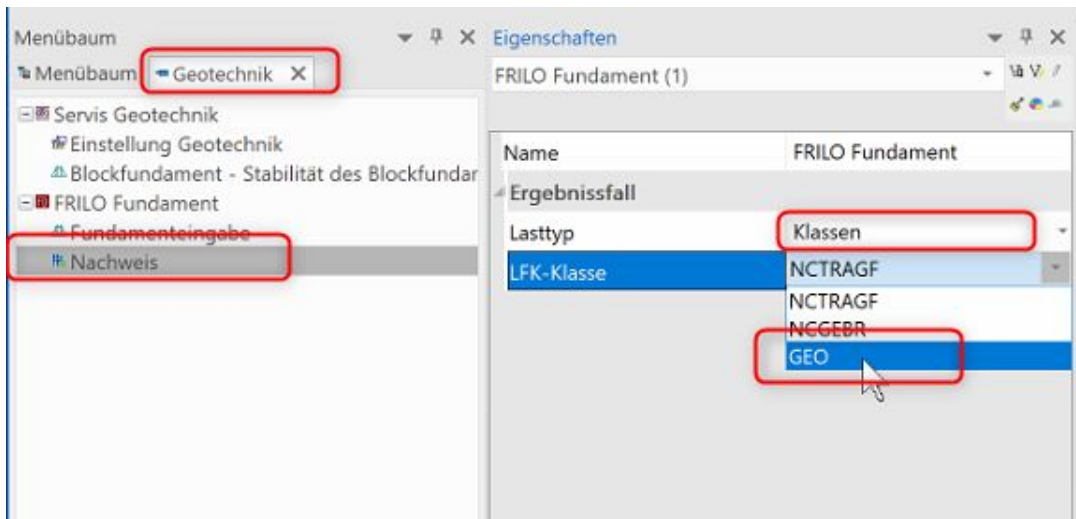 Menübaum
Menübaum
Geotechnik
Servis Geotechnik
Einstellung Geotechnik
Blockfundament - Stabilität des Blockfundar
FRILO Fundament
Fundamenteingabe
Nachweis
Eigenschaften
FRILO Fundament (1)
Name FRILO Fundament
Ergebnissfall
Lasttyp Klassen
LFK-Klasse NCTRAGF
NCTRAGF
NCGEBR
GEO